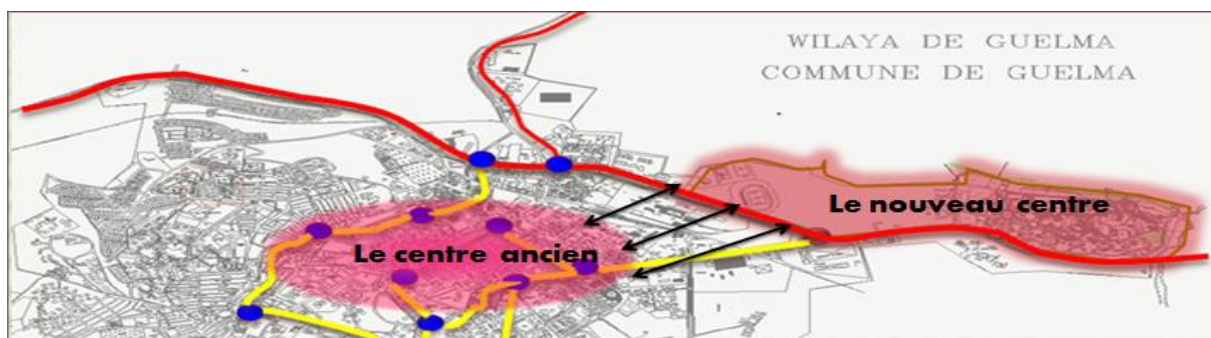 WILAYA DE GUELMA
COMMUNE DE GUELMA
Le nouveau centre
Le centre ancien